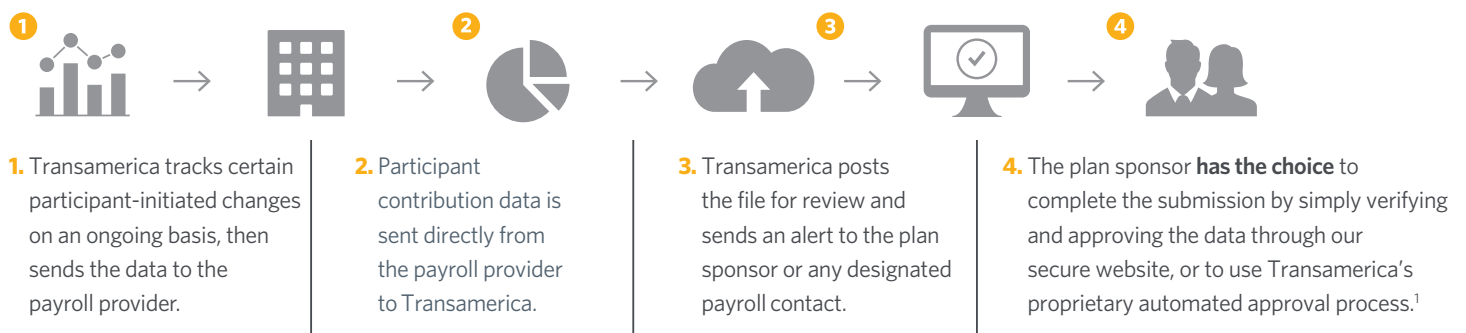 1
2
3
4
1. Transamerica tracks certain
participant-initiated changes
on an ongoing basis, then
sends the data to the
payroll provider.
2. Participant
contribution data is
sent directly from
the payroll provider
to Transamerica.
3. Transamerica posts
the file for review and
sends an alert to the plan
sponsor or any designated
payroll contact.
4. The plan sponsor has the choice to
complete the submission by simply verifying
and approving the data through our
secure website, or to use Transamerica’s
proprietary automated approval process.¹